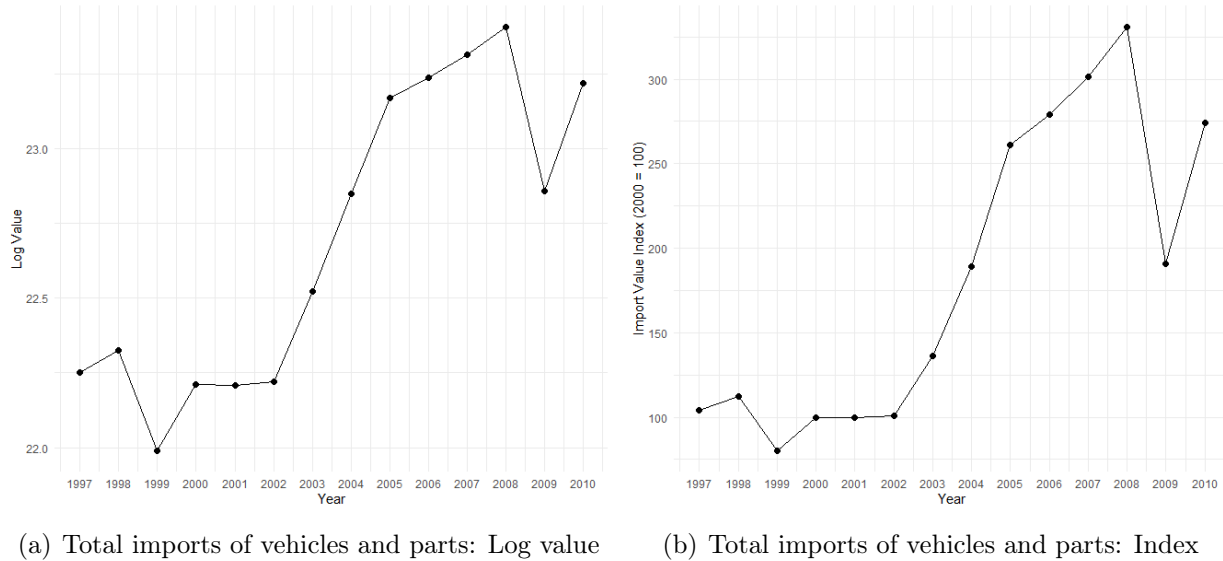 23.0
22.5
22.0
Log Value
1997 1998 1999 2000 2001 2002 2003 2004 2005 2006 2007 2008 2009 2010
Year
(a) Total imports of vehicles and parts: Log value
300
250
200
150
100
Import Value Index (2000 = 100)
1997 1998 1999 2000 2001 2002 2003 2004 2005 2006 2007 2008 2009 2010
Year
(b) Total imports of vehicles and parts: Index